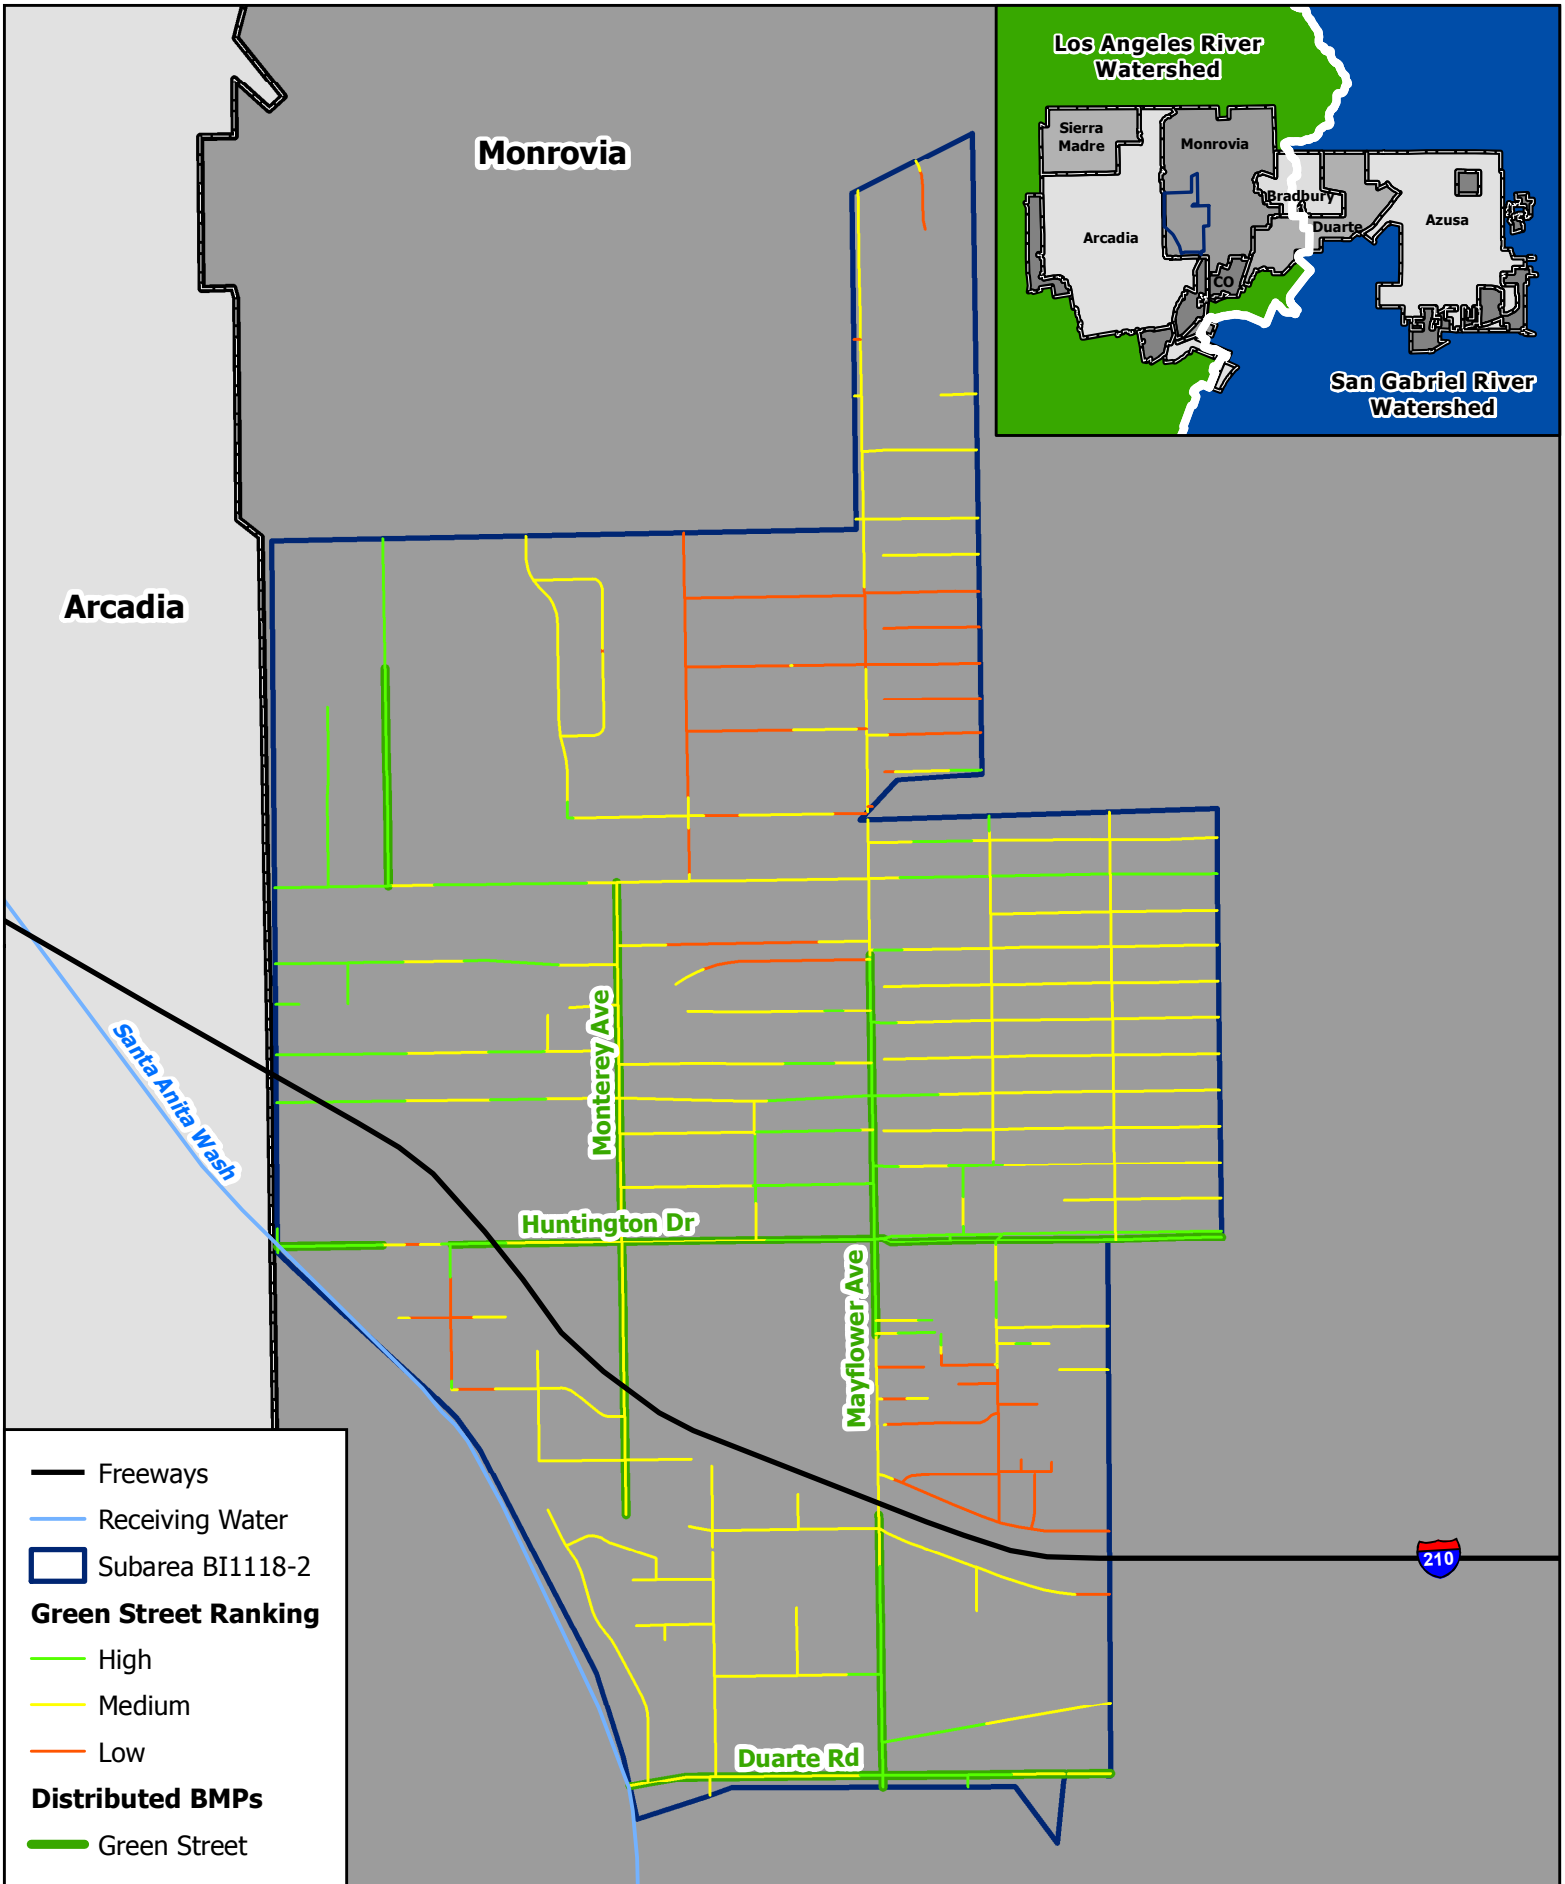 Monrovia
Arcadia
Los Angeles River
Watershed
Sierra
Madre
Monrovia
Bradbury
Duarte
Azusa
Arcadia
CO
San Gabriel River
Watershed
Santa Anita Wash
Monterey Ave
Huntington Dr
Mayflower Ave
Duarte Rd
210
Freeways
Receiving Water
Subarea BI1118-2
Green Street Ranking
High
Medium
Low
Distributed BMPs
Green Street